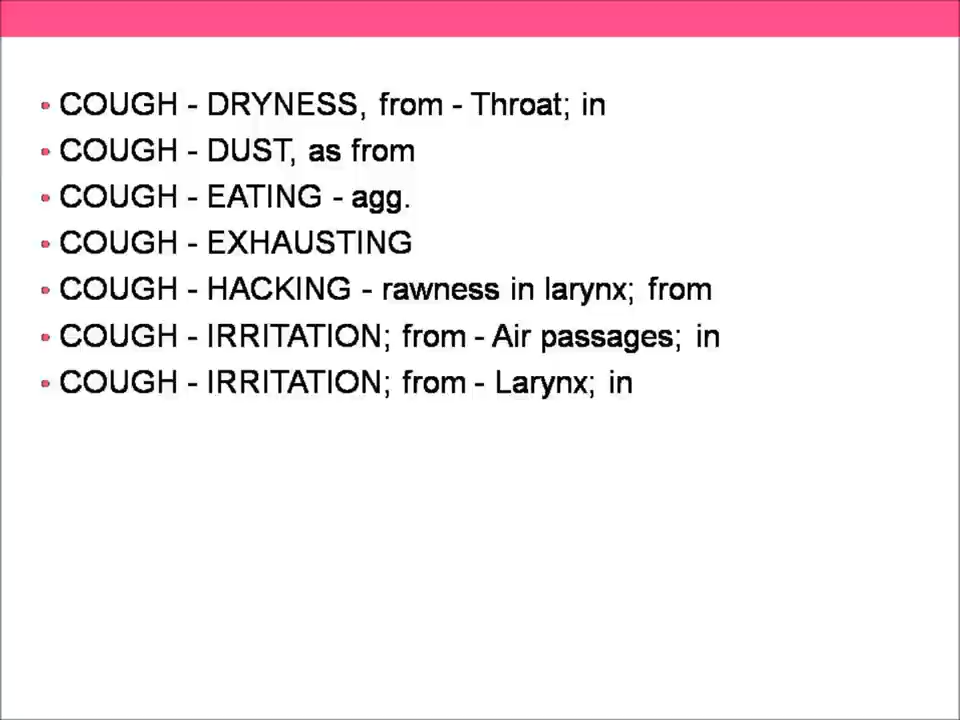 • COUGH - DRYNESS, from - Throat; in
• COUGH - DUST, as from
• COUGH - EATING - agg.
• COUGH - EXHAUSTING
• COUGH - HACKING - rawness in larynx; from
• COUGH - IRRITATION; from - Air passages; in
• COUGH - IRRITATION; from - Larynx; in